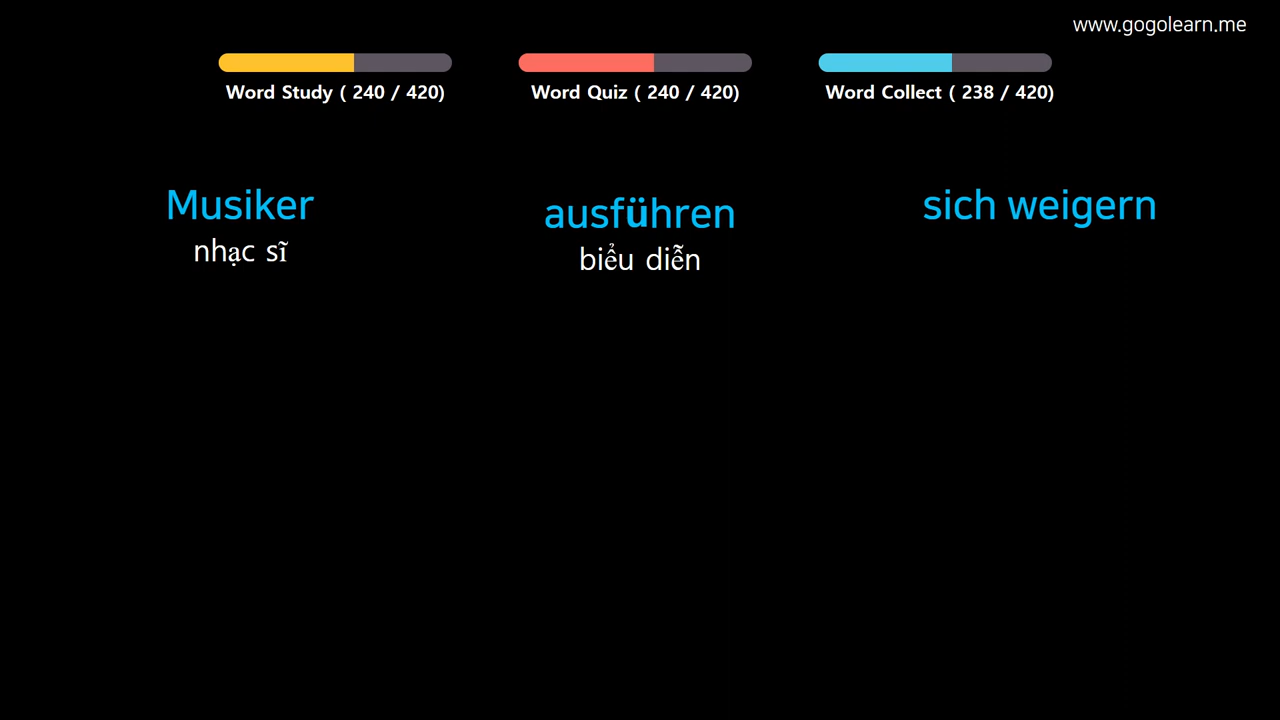 www.gogolearn.me
Word Study ( 240 / 420)
Word Quiz ( 240 / 420)
Word Collect ( 238 / 420)
Musiker
nhạc sĩ
ausführen
biểu diễn
sich weigern